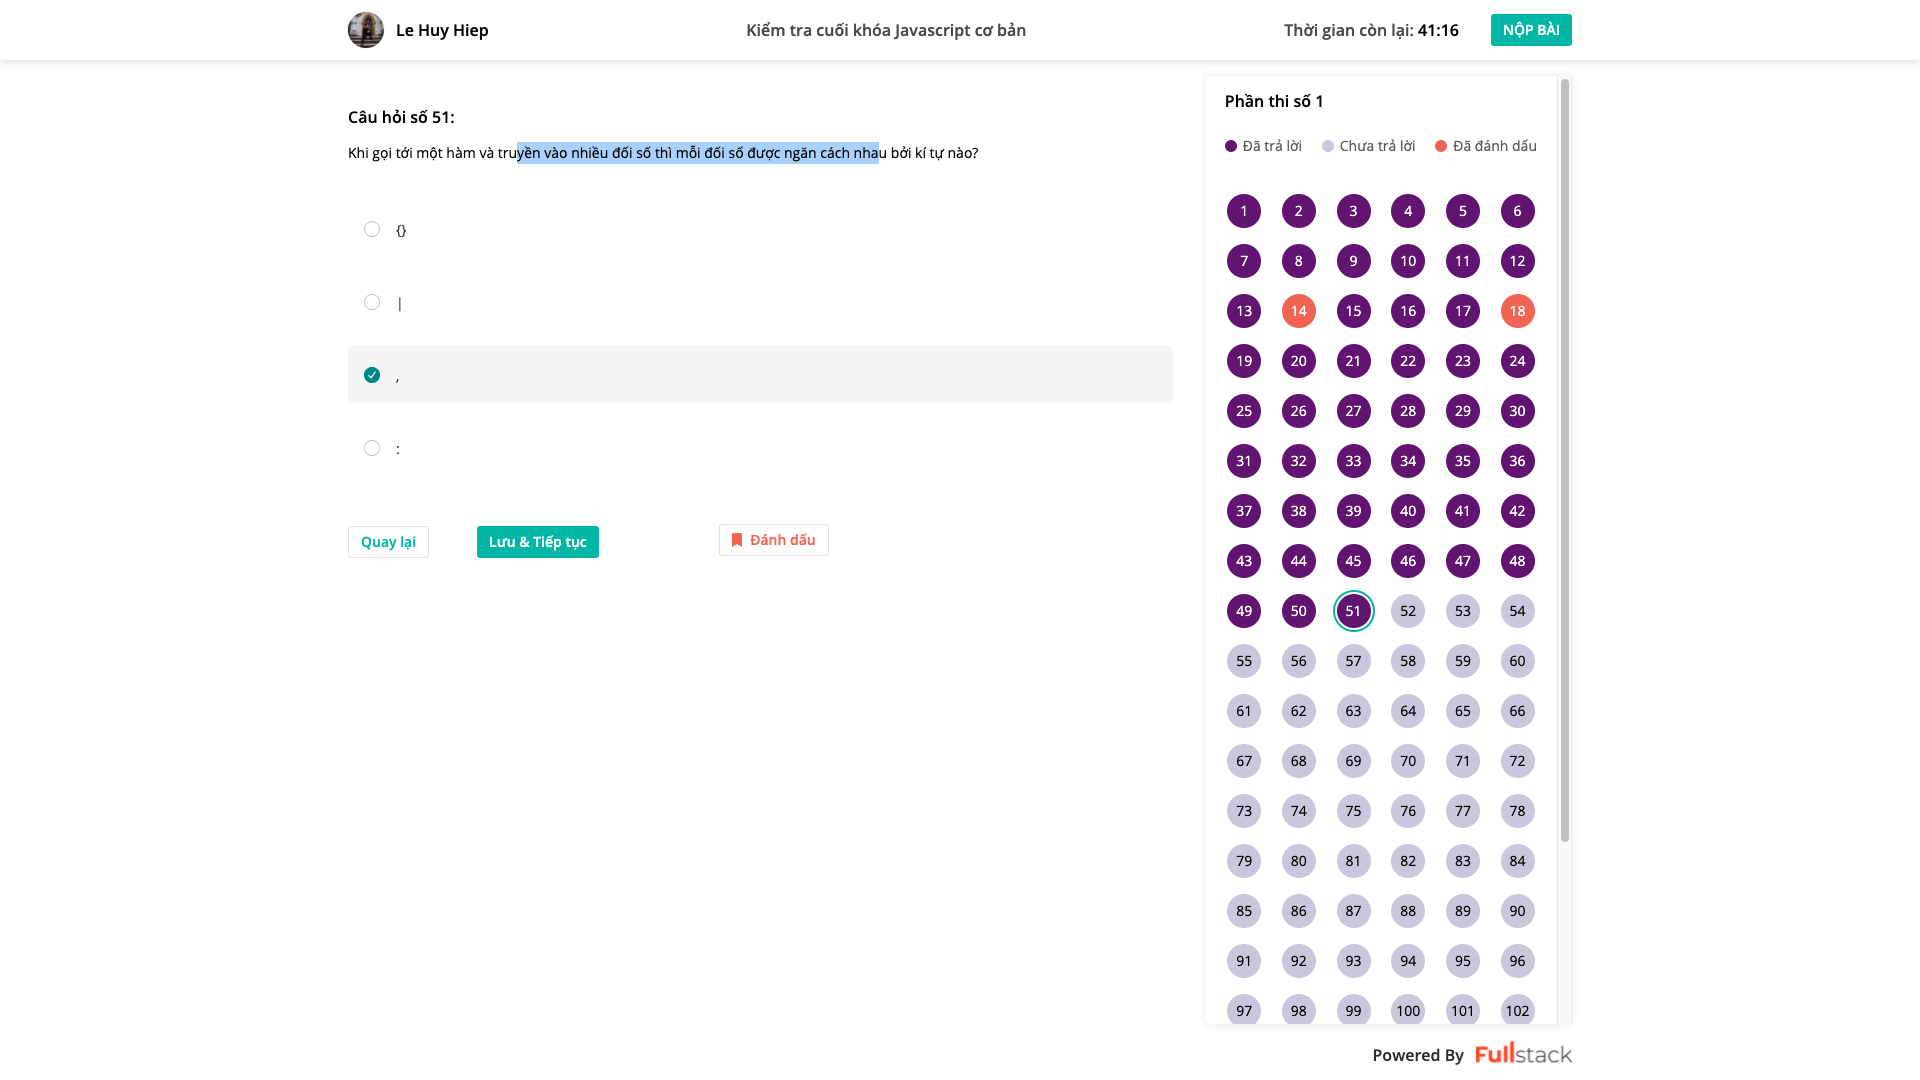 Le Huy Hiep
Kiểm tra cuối khóa Javascript cơ bản
Thời gian còn lại: 41:16
NỘP BÀI
Câu hỏi số 51:
Khi gọi tới một hàm và truyền vào nhiều đối số thì mỗi đối số được ngăn cách nhau bởi kí tự nào?
{}
|
,
:
Quay lại
Lưu & Tiếp tục
Đánh dấu
Phần thi số 1
Đã trả lời Chưa trả lời Đã đánh dấu
1 2 3 4 5 6
7 8 9 10 11 12
13 14 15 16 17 18
19 20 21 22 23 24
25 26 27 28 29 30
31 32 33 34 35 36
37 38 39 40 41 42
43 44 45 46 47 48
49 50 51 52 53 54
55 56 57 58 59 60
61 62 63 64 65 66
67 68 69 70 71 72
73 74 75 76 77 78
79 80 81 82 83 84
85 86 87 88 89 90
91 92 93 94 95 96
97 98 99 100 101 102
Powered By Fullstack